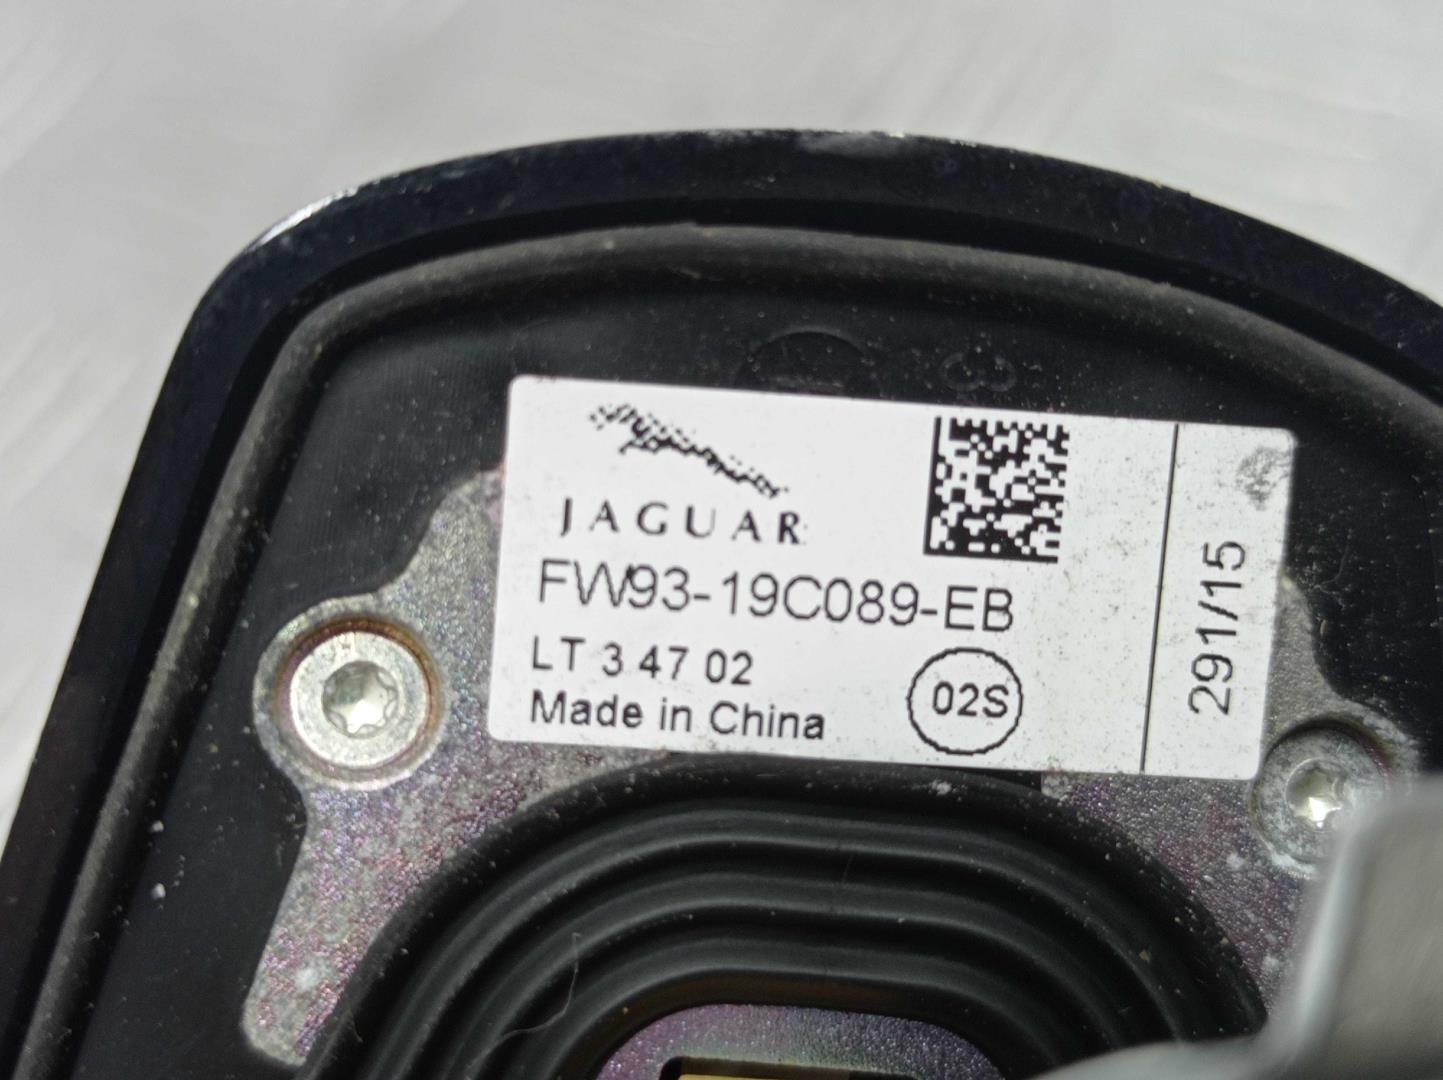 JAGUAR
FW93-19C089-EB
LT 3 47 02
Made in China
02S
291/15